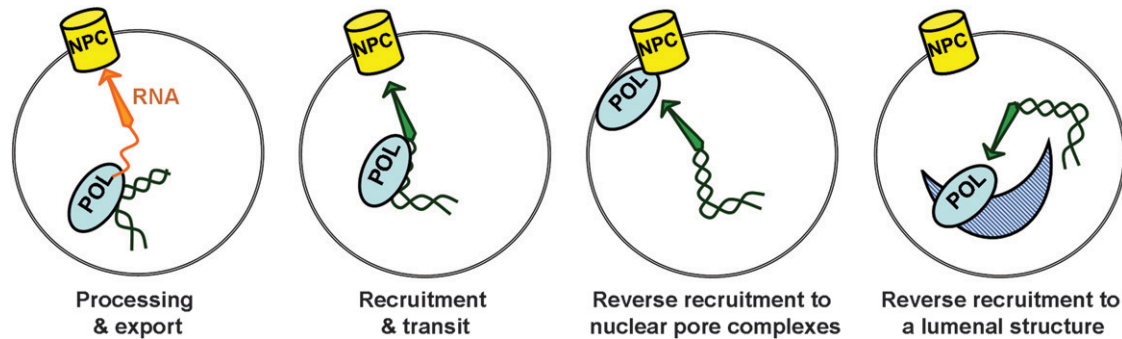 NPC
RNA
POL
Processing
& export
NPC
POL
Recruitment
& transit
NPC
POL
Reverse recruitment to
nuclear pore complexes
NPC
POL
Reverse recruitment to
a lumenal structure